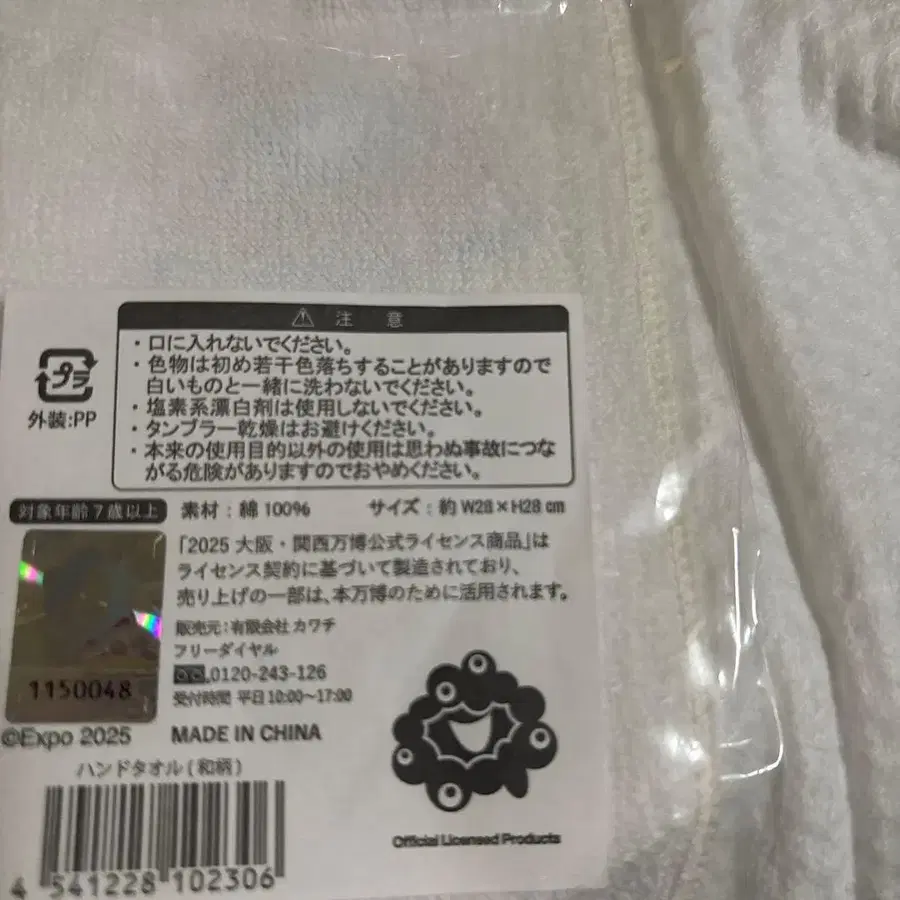 ⚠ 注 意
・口に入れないでください。
・色物は初め若干色落ちすることがありますので
白いものと一緒に洗わないでください。
・塩素系漂白剤は使用しないでください。
・タンブラー乾燥はお避けください。
・本来の使用目的以外の使用は思わぬ事故につな
がる危険がありますのでおやめください。
プラ
外装:PP
対象年齢7歳以上
素材:綿100% サイズ:約W28×H28cm
「2025 大阪・関西万博公式ライセンス商品」は
ライセンス契約に基づいて製造されており、
売り上げの一部は、本万博のために活用されます。
販売元:有限会社 カワチ
フリーダイヤル
0120-243-126
受付時間 平日10:00~17:00
1150048
©Expo 2025
MADE IN CHINA
ハンドタオル(和柄)
4 541228 102306
Official Licensed Products